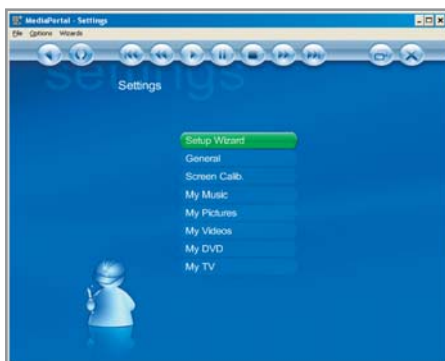 MediaPortal - Settings
File Options Wizards
settings
Settings
Setup Wizard
General
Screen Calib.
My Music
My Pictures
My Videos
My DVD
My TV